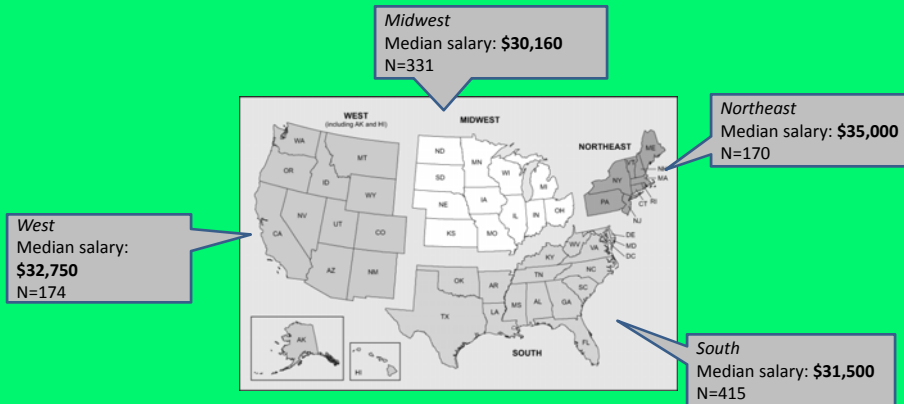 Midwest
Median salary: $30,160
N=331
Northeast
Median salary: $35,000
N=170
West
Median salary:
$32,750
N=174
South
Median salary: $31,500
N=415
WEST
(including AK and HI)
MIDWEST
NORTHEAST
SOUTH
WA
MT
OR
ID
WY
NV
UT
CO
CA
AZ
NM
AK
HI
ND
MN
SD
WI
MI
NE
IA
IL
IN
OH
KS
MO
ME
VT
NH
NY
MA
RI
CT
PA
NJ
DE
MD
DC
WV
VA
KY
NC
TN
SC
OK
AR
MS
AL
GA
TX
LA
FL